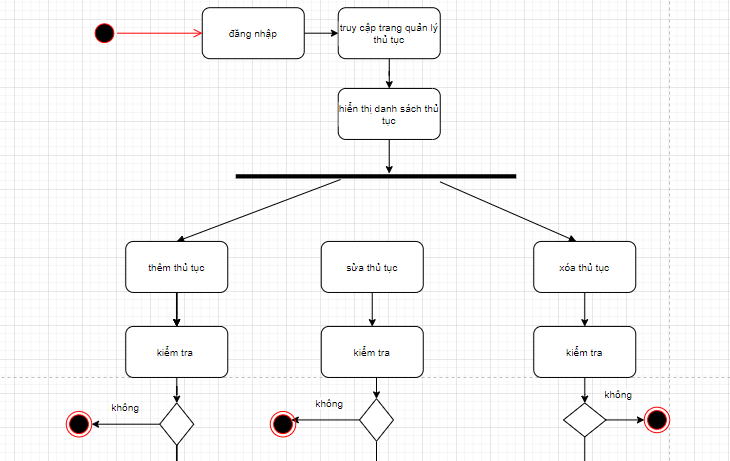 đăng nhập
truy cập trang quản lý
thủ tục
hiển thị danh sách thủ
tục
thêm thủ tục
sửa thủ tục
xóa thủ tục
kiểm tra
kiểm tra
kiểm tra
không
không
không